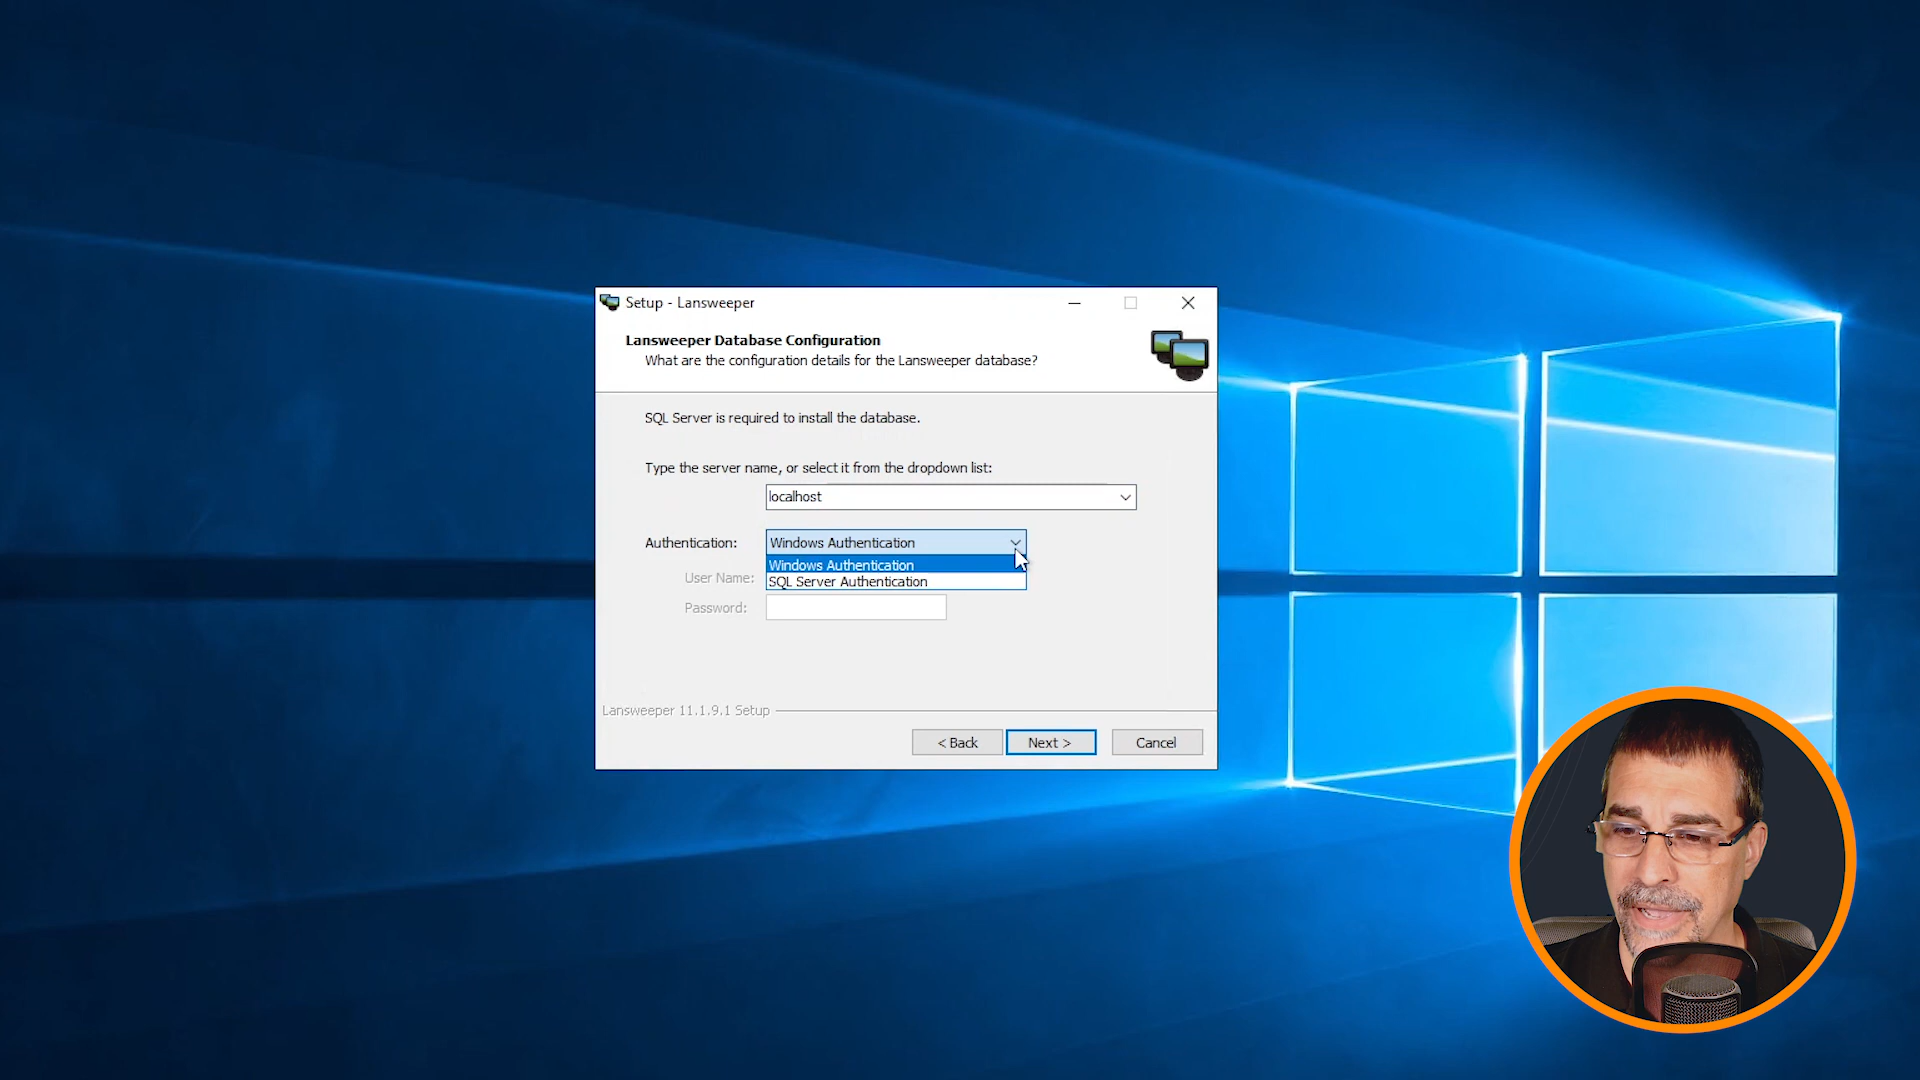 Setup - Lansweeper
Lansweeper Database Configuration
What are the configuration details for the Lansweeper database?
SQL Server is required to install the database.
Type the server name, or select it from the dropdown list:
localhost
Authentication: Windows Authentication
Windows Authentication
User Name: SQL Server Authentication
Password:
Lansweeper 11.1.9.1 Setup
< Back Next > Cancel